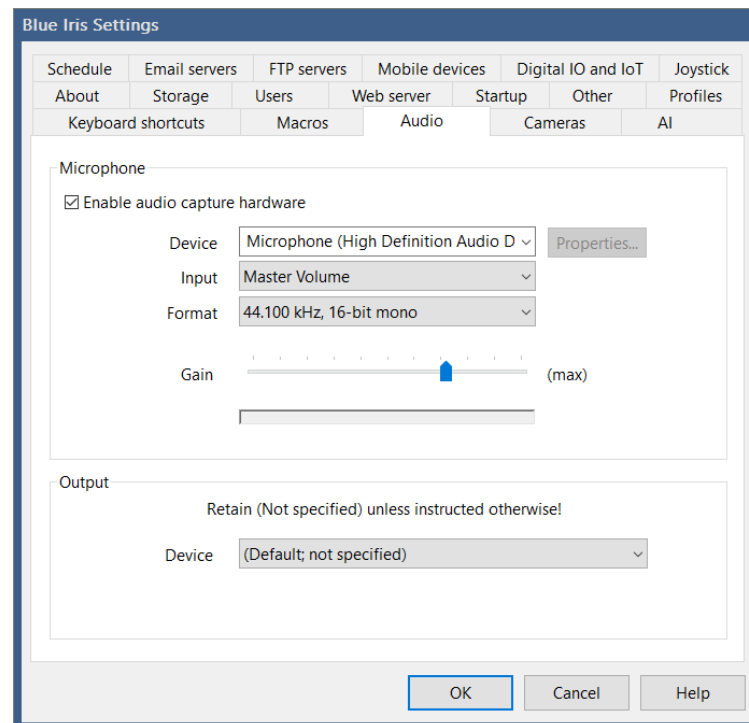 Blue Iris Settings
Schedule Email servers FTP servers Mobile devices Digital IO and IoT Joystick
About Storage Users Web server Startup Other Profiles
Keyboard shortcuts Macros Audio Cameras AI
Microphone
Enable audio capture hardware
Device Microphone (High Definition Audio D Properties...
Input Master Volume
Format 44.100 kHz, 16-bit mono
Gain (max)
Output
Retain (Not specified) unless instructed otherwise!
Device (Default; not specified)
OK Cancel Help